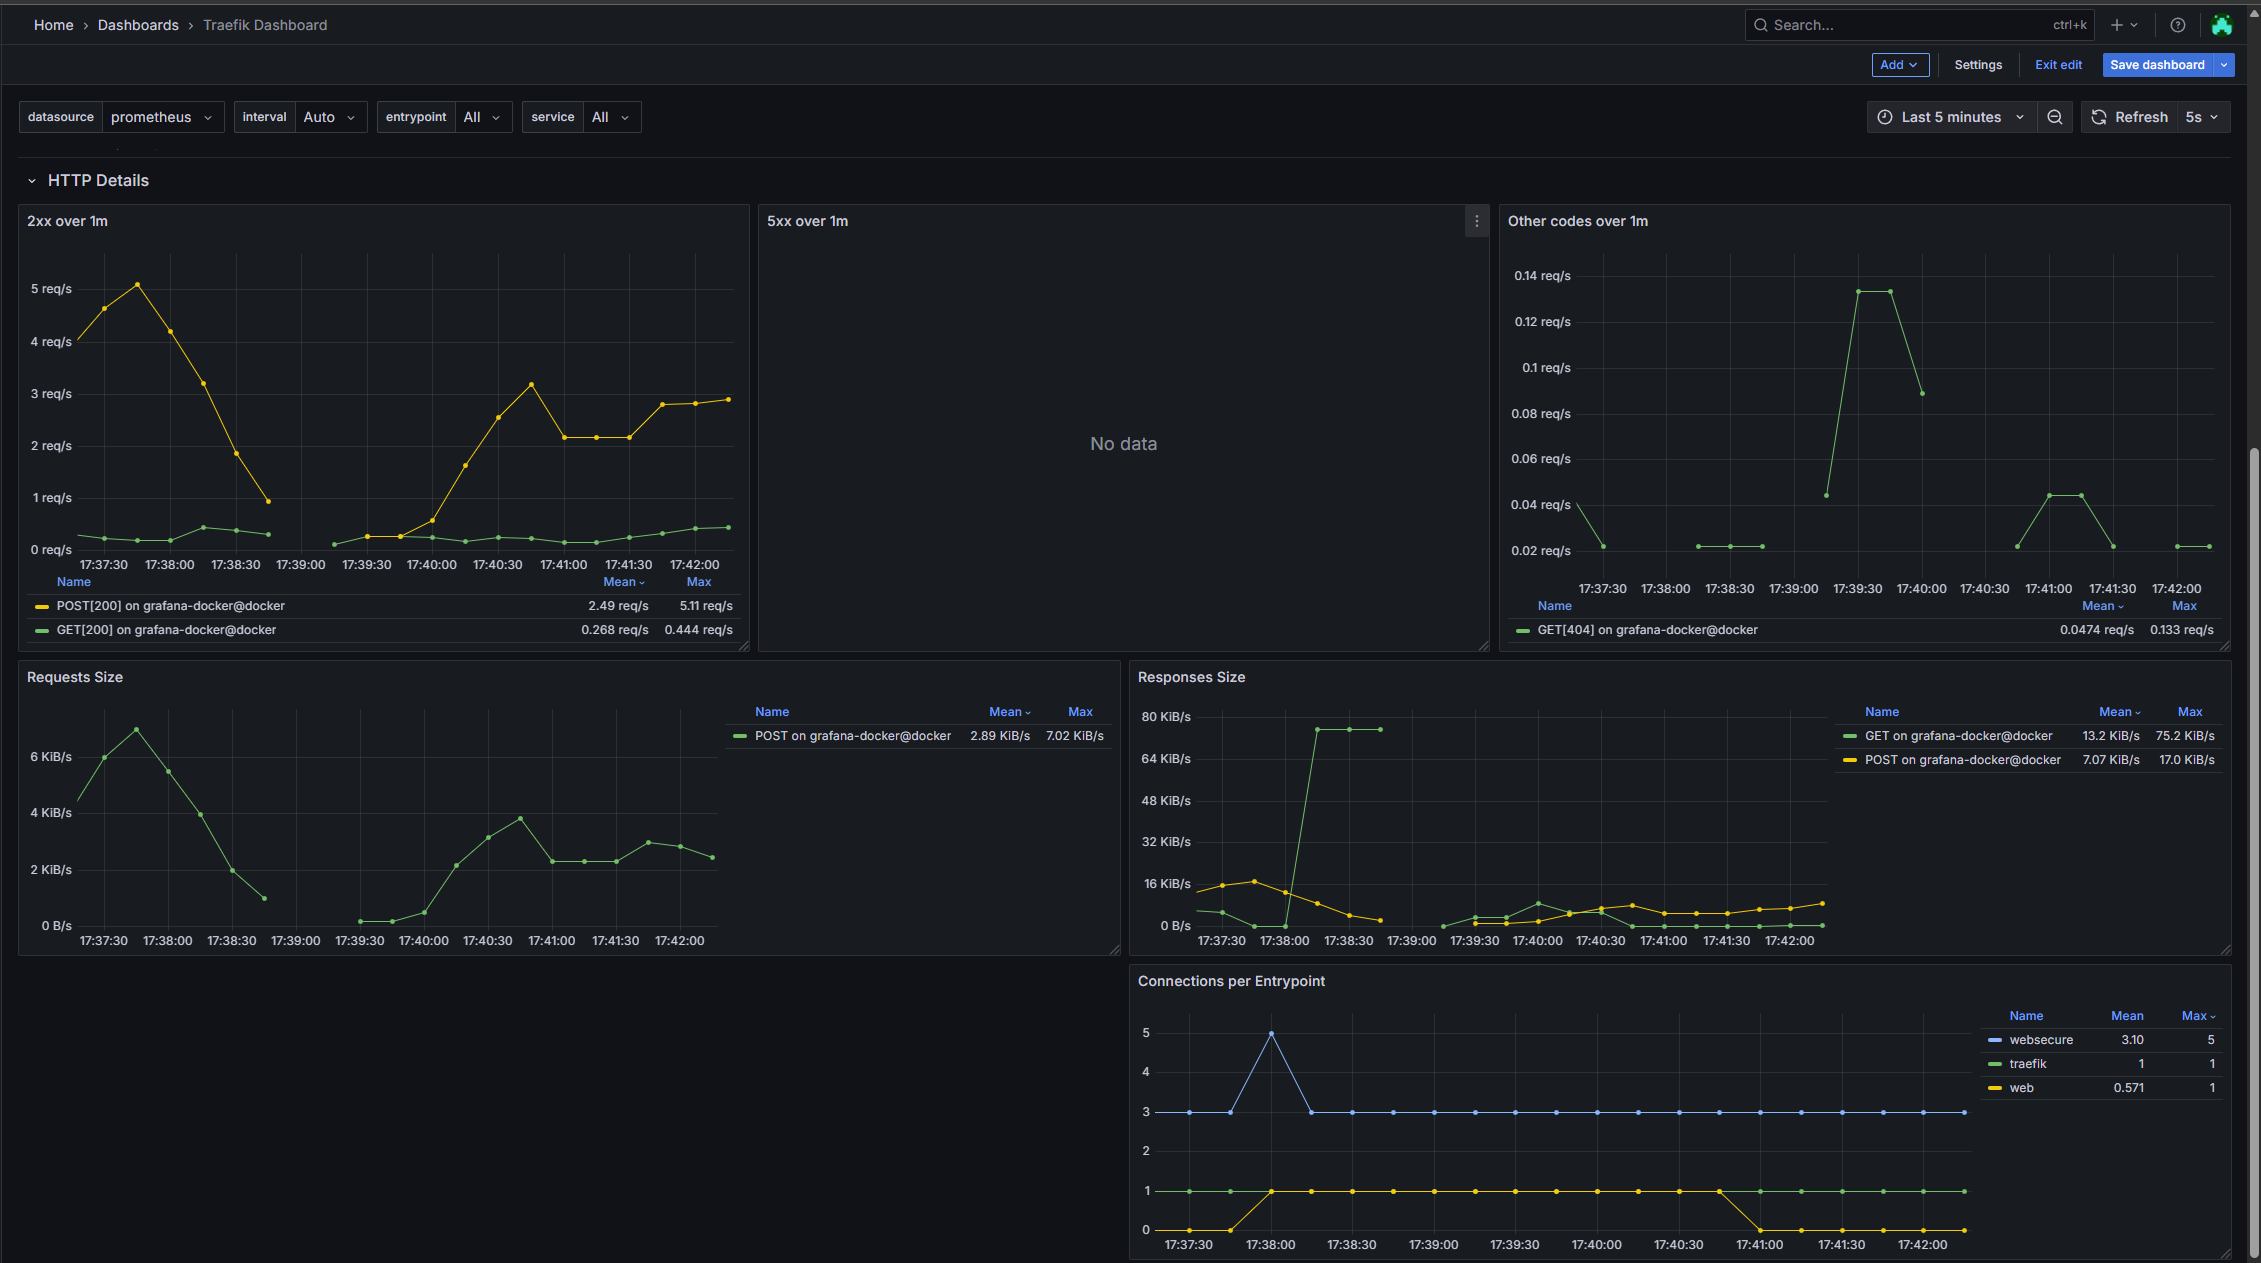 Home › Dashboards › Traefik Dashboard
Search...
ctrl+k
Add
Settings
Exit edit
Save dashboard
datasource prometheus
interval Auto
entrypoint All
service All
Last 5 minutes
Refresh 5s
HTTP Details
2xx over 1m
5 req/s
4 req/s
3 req/s
2 req/s
1 req/s
0 req/s
17:37:30 17:38:00 17:38:30 17:39:00 17:39:30 17:40:00 17:40:30 17:41:00 17:41:30 17:42:00
Name Mean Max
POST[200] on grafana-docker@docker 2.49 req/s 5.11 req/s
GET[200] on grafana-docker@docker 0.268 req/s 0.444 req/s
5xx over 1m
No data
Other codes over 1m
0.14 req/s
0.12 req/s
0.1 req/s
0.08 req/s
0.06 req/s
0.04 req/s
0.02 req/s
17:37:30 17:38:00 17:38:30 17:39:00 17:39:30 17:40:00 17:40:30 17:41:00 17:41:30 17:42:00
Name Mean Max
GET[404] on grafana-docker@docker 0.0474 req/s 0.133 req/s
Requests Size
6 KiB/s
4 KiB/s
2 KiB/s
0 B/s
17:37:30 17:38:00 17:38:30 17:39:00 17:39:30 17:40:00 17:40:30 17:41:00 17:41:30 17:42:00
Name Mean Max
POST on grafana-docker@docker 2.89 KiB/s 7.02 KiB/s
Responses Size
80 KiB/s
64 KiB/s
48 KiB/s
32 KiB/s
16 KiB/s
0 B/s
17:37:30 17:38:00 17:38:30 17:39:00 17:39:30 17:40:00 17:40:30 17:41:00 17:41:30 17:42:00
Name Mean Max
GET on grafana-docker@docker 13.2 KiB/s 75.2 KiB/s
POST on grafana-docker@docker 7.07 KiB/s 17.0 KiB/s
Connections per Entrypoint
5
4
3
2
1
0
17:37:30 17:38:00 17:38:30 17:39:00 17:39:30 17:40:00 17:40:30 17:41:00 17:41:30 17:42:00
Name Mean Max
websecure 3.10 5
traefik 1 1
web 0.571 1